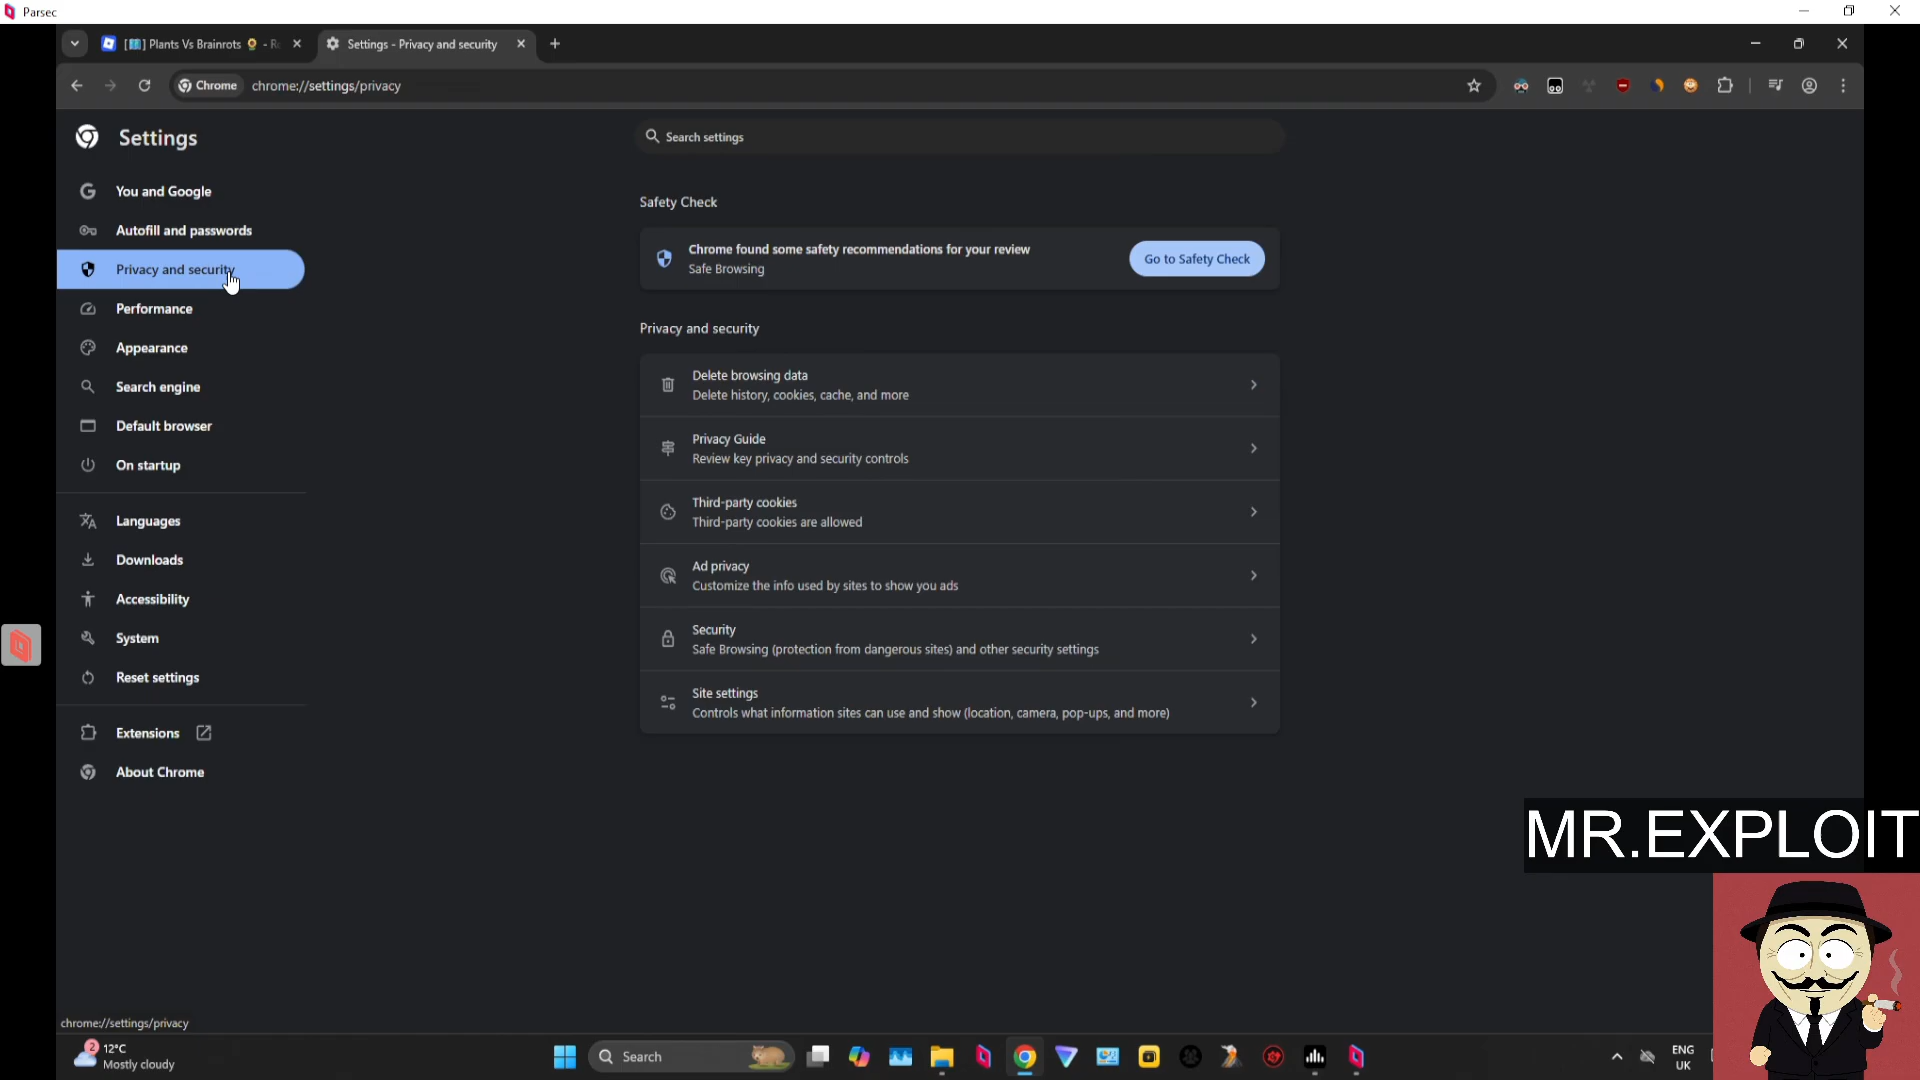 Parsec
[🟦] Plants Vs Brainrots 🌻 - R
Settings - Privacy and security
Chrome
chrome://settings/privacy
Settings
Search settings
You and Google
Autofill and passwords
Privacy and security
Performance
Appearance
Search engine
Default browser
On startup
Languages
Downloads
Accessibility
System
Reset settings
Extensions
About Chrome
Safety Check
Chrome found some safety recommendations for your review
Safe Browsing
Go to Safety Check
Privacy and security
Delete browsing data
Delete history, cookies, cache, and more
Privacy Guide
Review key privacy and security controls
Third-party cookies
Third-party cookies are allowed
Ad privacy
Customize the info used by sites to show you ads
Security
Safe Browsing (protection from dangerous sites) and other security settings
Site settings
Controls what information sites can use and show (location, camera, pop-ups, and more)
MR.EXPLOIT
chrome://settings/privacy
2
12°C
Mostly cloudy
Search
ENG
UK